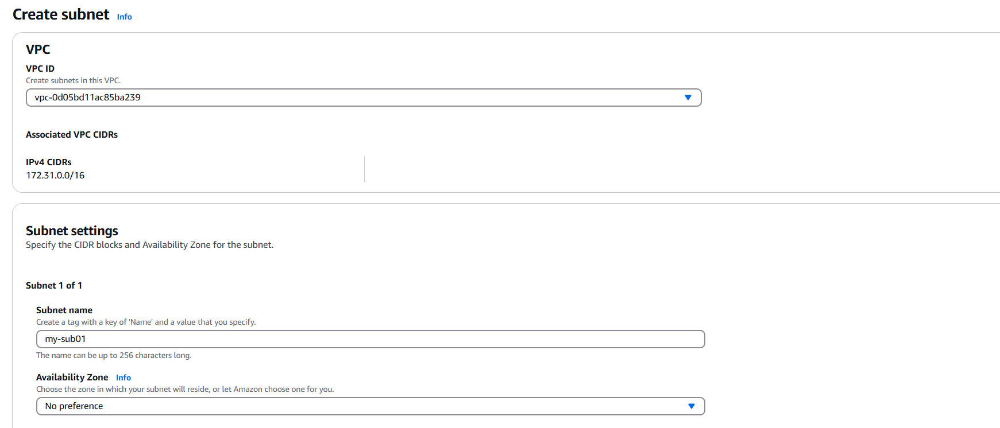 Create subnet Info
VPC
VPC ID
Create subnets in this VPC.
vpc-0d05bd11ac85ba239
Associated VPC CIDRs
IPv4 CIDRs
172.31.0.0/16
Subnet settings
Specify the CIDR blocks and Availability Zone for the subnet.
Subnet 1 of 1
Subnet name
Create a tag with a key of 'Name' and a value that you specify.
my-sub01
The name can be up to 256 characters long.
Availability Zone Info
Choose the zone in which your subnet will reside, or let Amazon choose one for you.
No preference